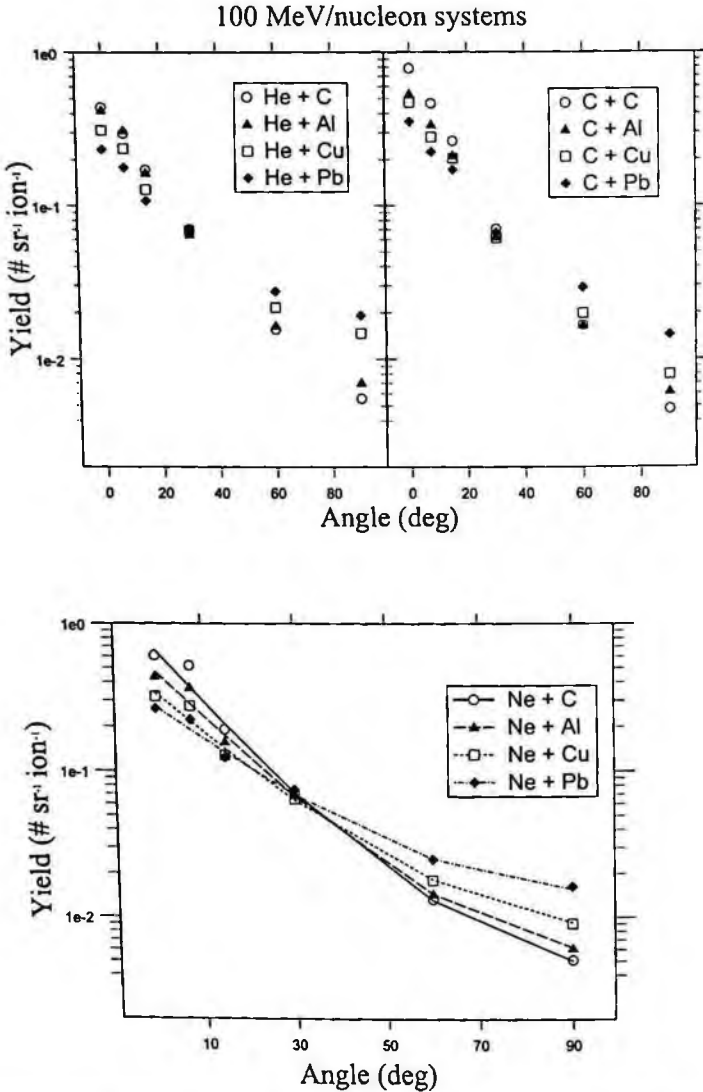 100 MeV/nucleon systems
1e0
1e-1
1e-2
Yield (# sr⁻¹ ion⁻¹)
He + C
He + Al
He + Cu
He + Pb
C + C
C + Al
C + Cu
C + Pb
0 20 40 60 80
0 20 40 60 80
Angle (deg)
1e0
1e-1
1e-2
Yield (# sr⁻¹ ion⁻¹)
Ne + C
Ne + Al
Ne + Cu
Ne + Pb
10 30 50 70 90
Angle (deg)